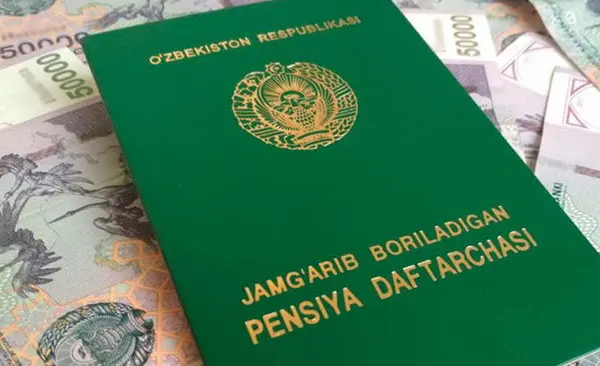 O'ZBEKISTON RESPUBLIKASI
JAMG'ARIB BORILADIGAN
PENSIYA DAFTARCHASI
50000
50000
50000